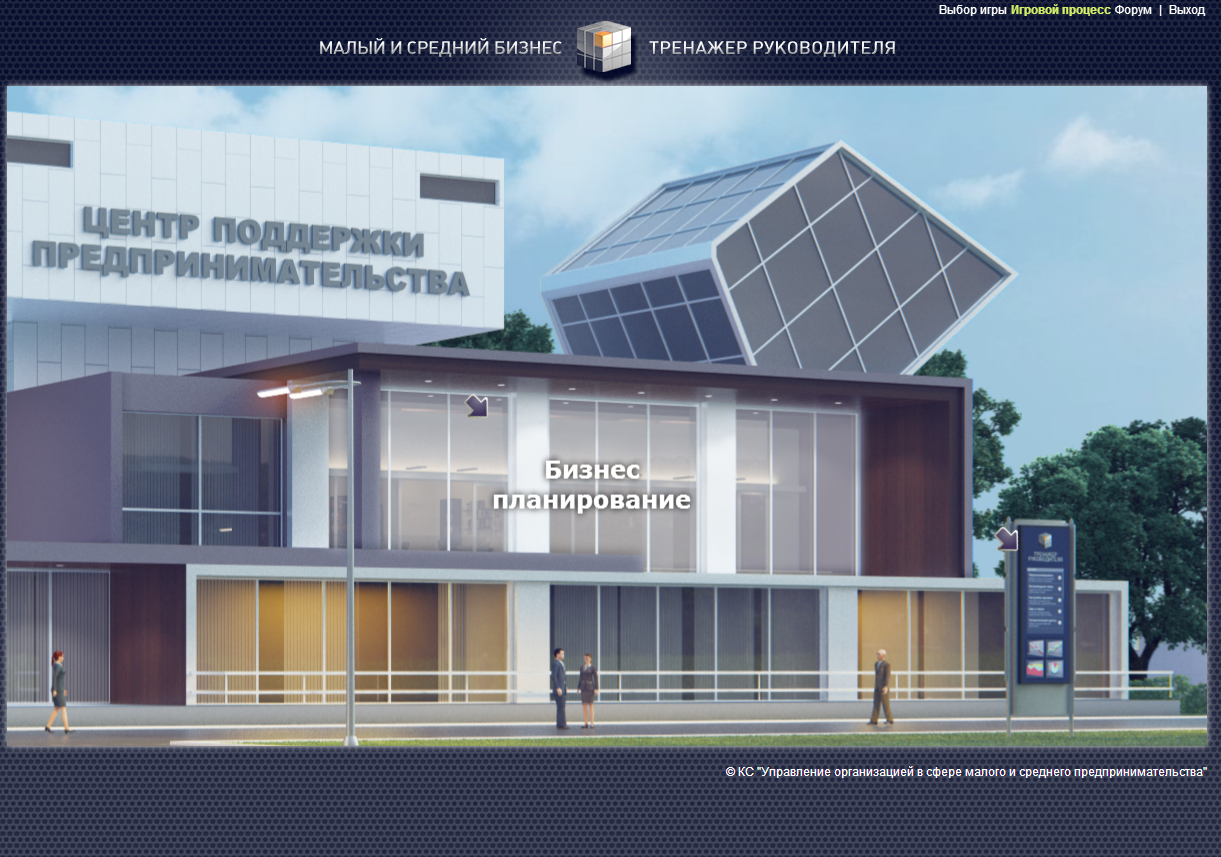 Выбор игры Игровой процесс Форум | Выход
МАЛЫЙ И СРЕДНИЙ БИЗНЕС ТРЕНАЖЕР РУКОВОДИТЕЛЯ
ЦЕНТР ПОДДЕРЖКИ
ПРЕДПРИНИМАТЕЛЬСТВА
Бизнес
планирование
ТРЕНАЖЕР
РУКОВОДИТЕЛЯ
© КС "Управление организацией в сфере малого и среднего предпринимательства"